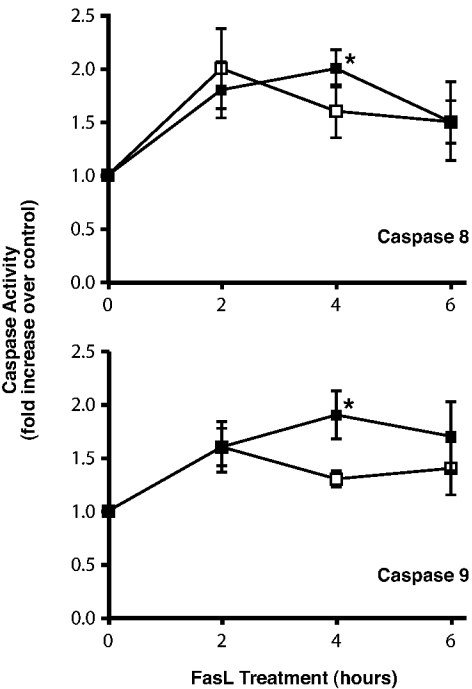 Caspase Activity
(fold increase over control)
2.5
2.0
*
1.5
1.0
0.5
Caspase 8
0.0
0 2 4 6
2.5
2.0
*
1.5
1.0
0.5
Caspase 9
0.0
0 2 4 6
FasL Treatment (hours)